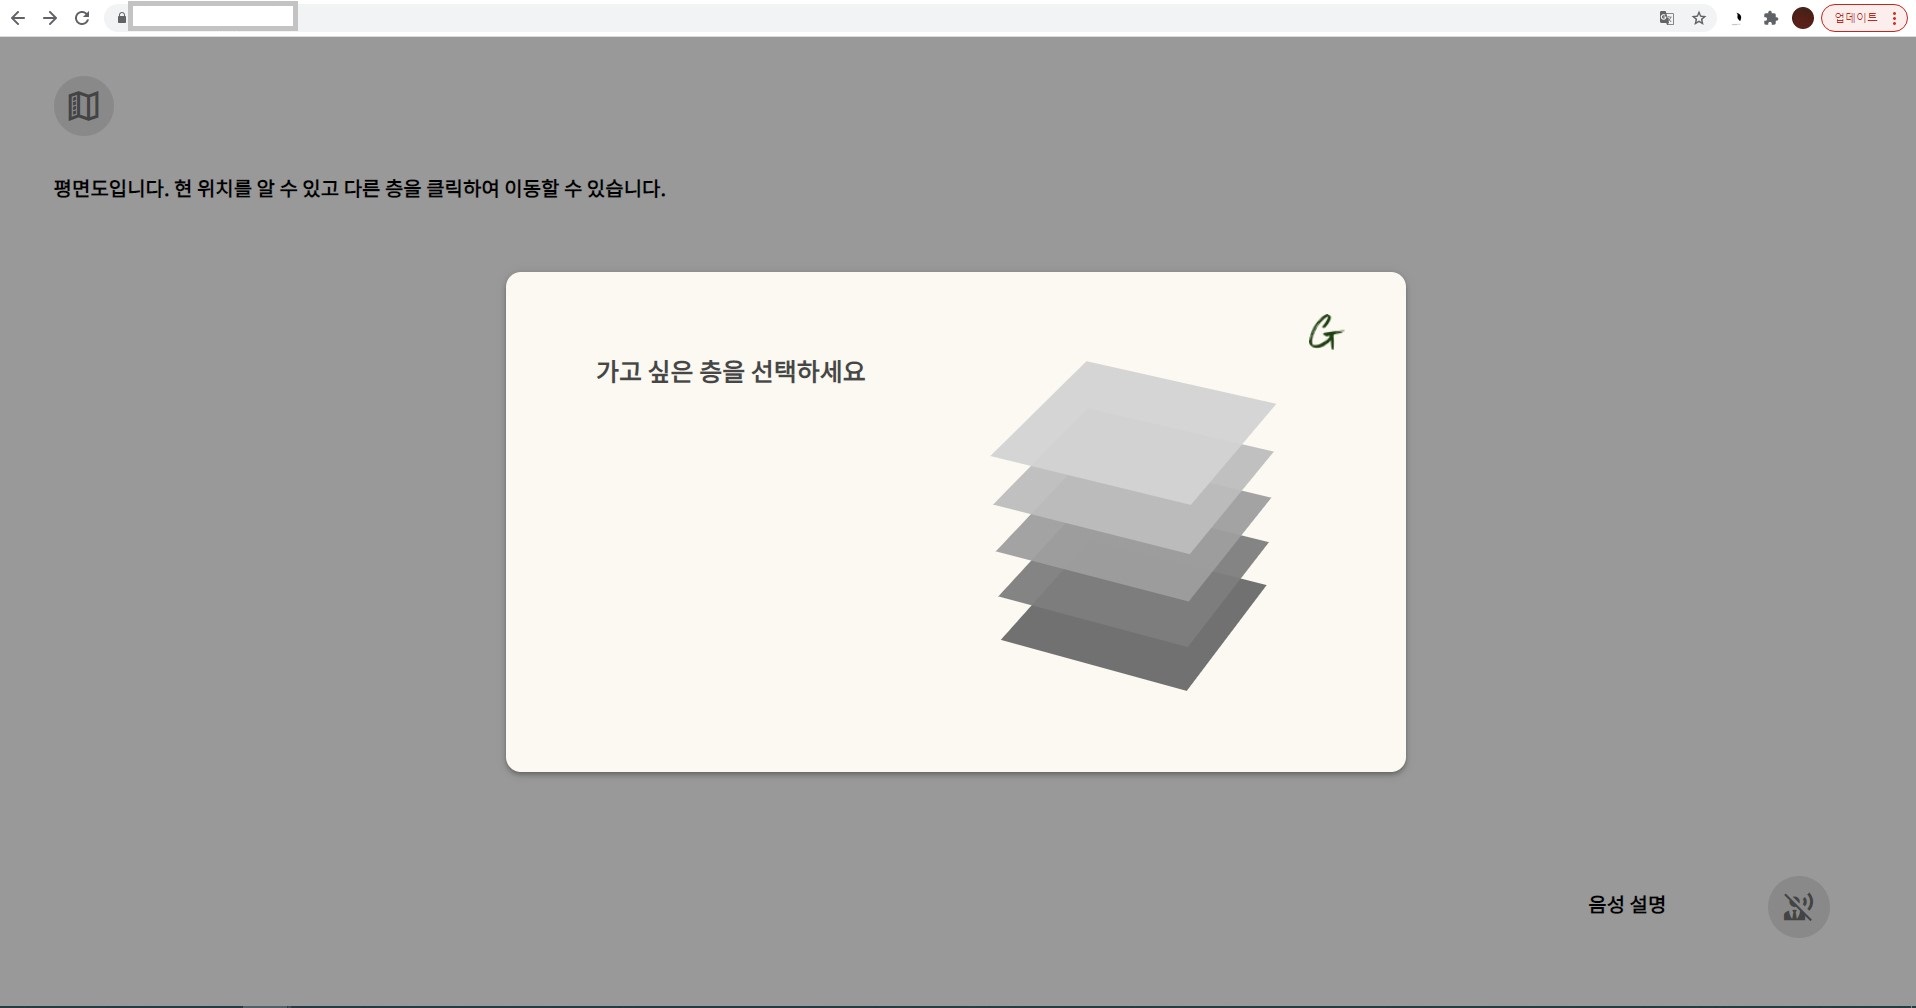 업데이트
평면도입니다. 현 위치를 알 수 있고 다른 층을 클릭하여 이동할 수 있습니다.
G
가고 싶은 층을 선택하세요
음성 설명